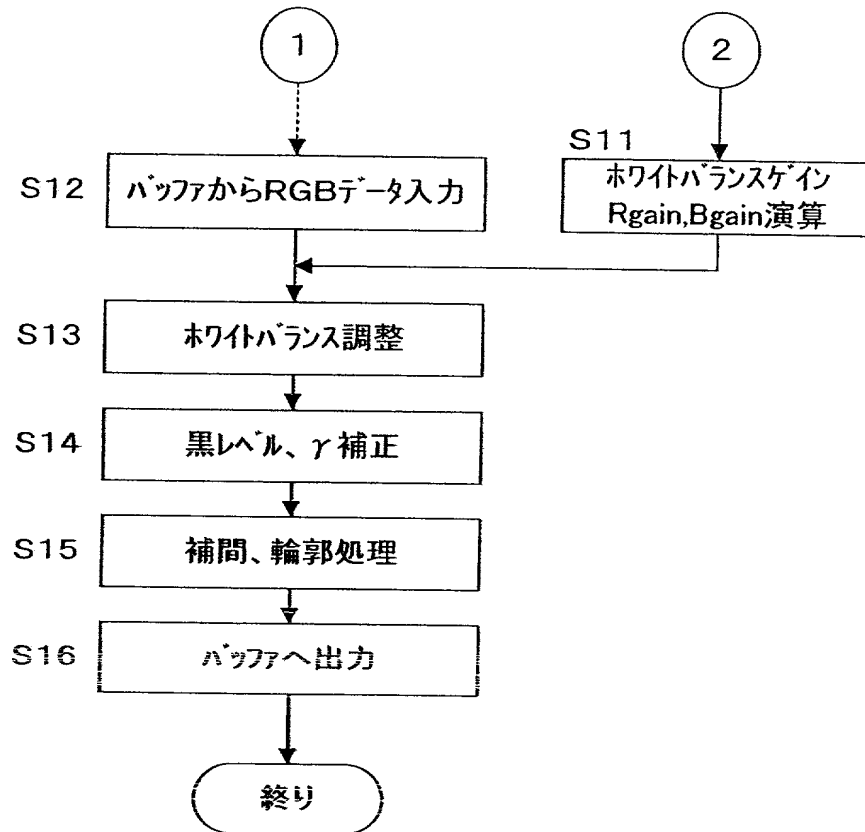 1
2
S11
S12
バッファからRGBデータ入力
ホワイトバランスゲイン
Rgain,Bgain演算
S13
ホワイトバランス調整
S14
黒レベル、γ補正
S15
補間、輪郭処理
S16
バッファへ出力
終り